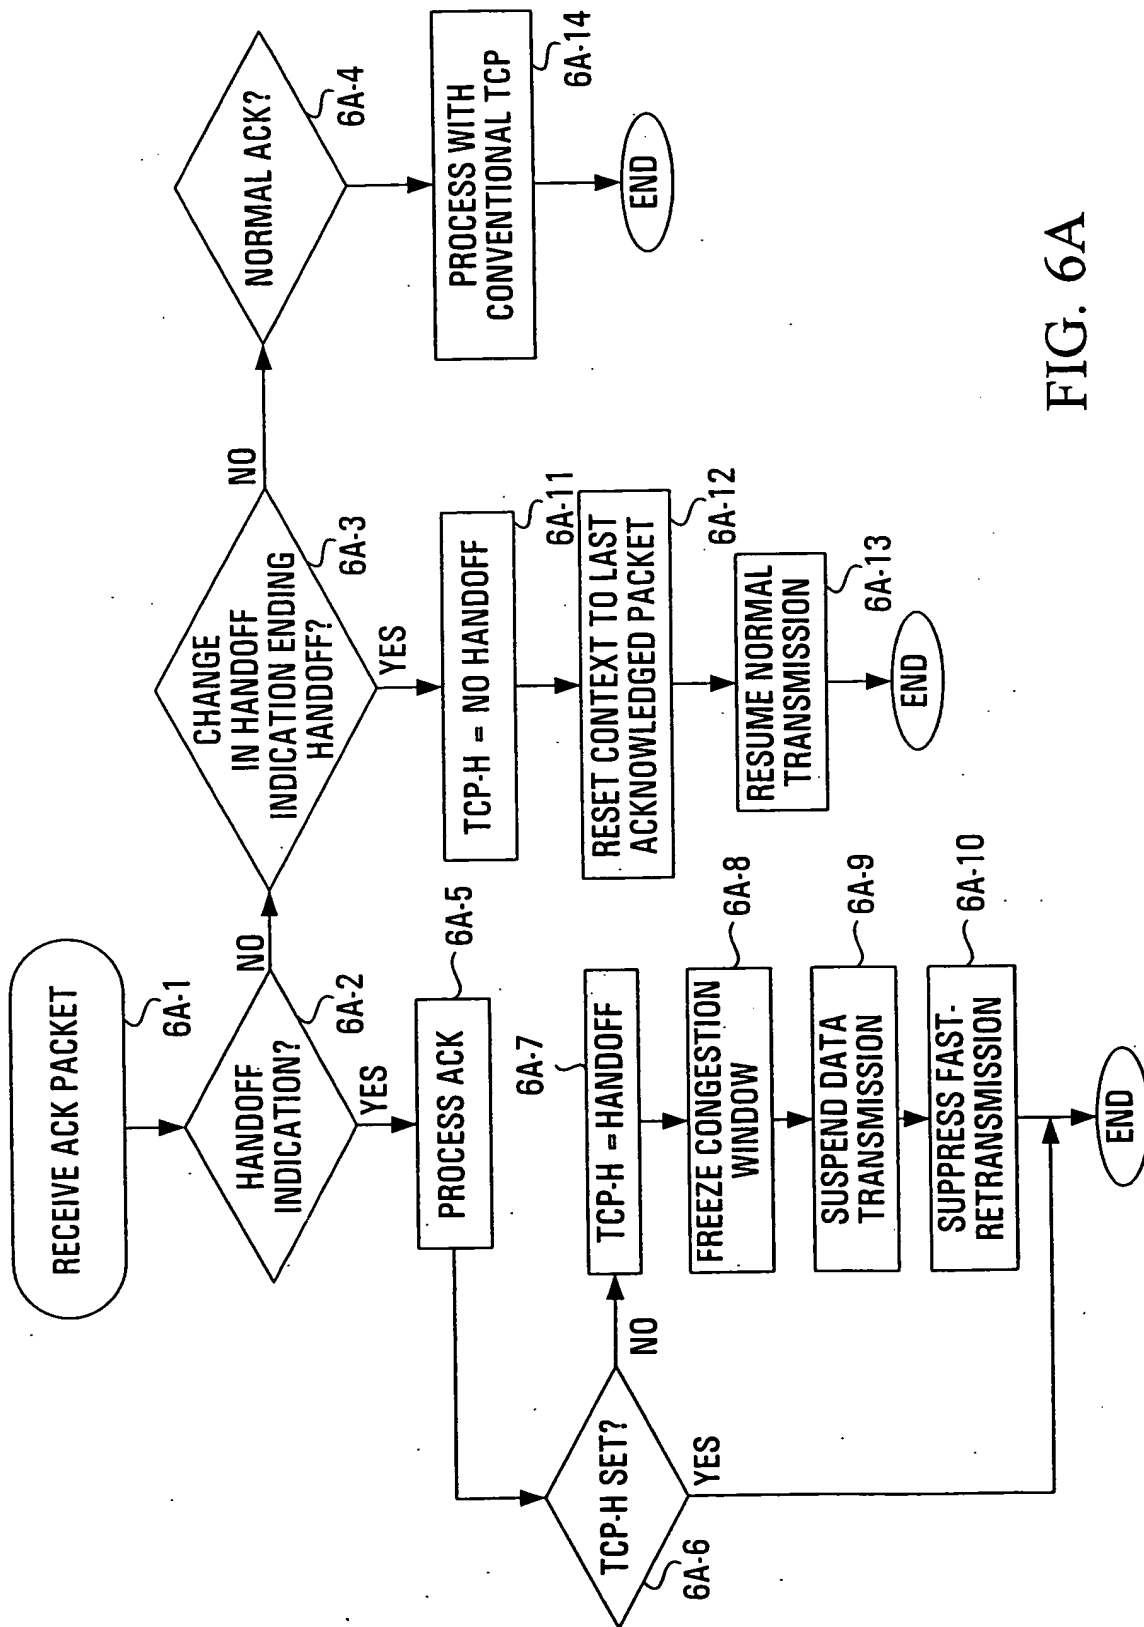 RECEIVE ACK PACKET
6A-1
HANDOFF
INDICATION?
6A-2
NO
YES
CHANGE
IN HANDOFF
INDICATION ENDING
HANDOFF?
6A-3
NO
YES
NORMAL ACK?
6A-4
PROCESS ACK
6A-5
TCP-H SET?
6A-6
NO
YES
6A-7
TCP-H = HANDOFF
FREEZE CONGESTION
WINDOW
6A-8
SUSPEND DATA
TRANSMISSION
6A-9
SUPPRESS FAST-
RETRANSMISSION
6A-10
END
TCP-H = NO HANDOFF
6A-11
RESET CONTEXT TO LAST
ACKNOWLEDGED PACKET
6A-12
RESUME NORMAL
TRANSMISSION
6A-13
END
PROCESS WITH
CONVENTIONAL TCP
6A-14
END
FIG. 6A